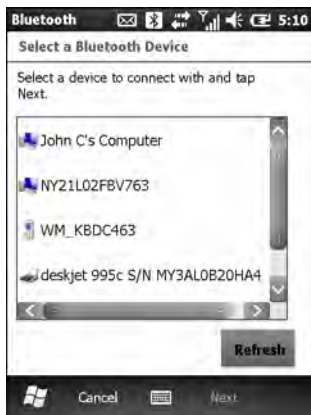 Bluetooth 5:10
Select a Bluetooth Device
Select a device to connect with and tap
Next.
John C's Computer
NY21L02FBV763
WM_KBDC463
deskjet 995c S/N MY3AL0B20HA4
Refresh
Cancel Next